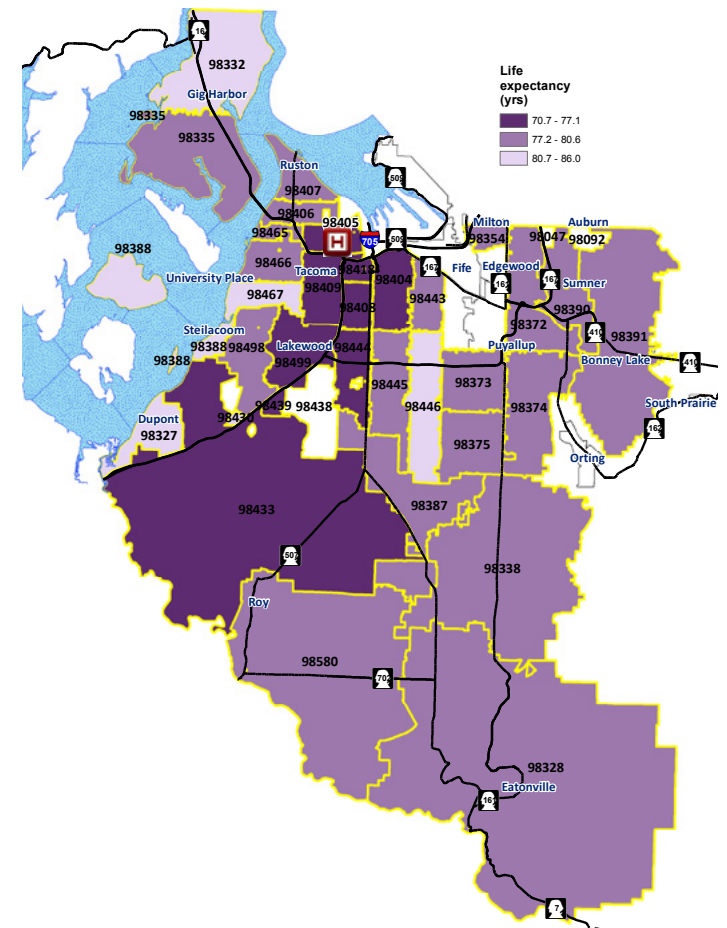 16
98332
Gig Harbor
Life
expectancy
(yrs)
70.7 - 77.1
77.2 - 80.6
80.7 - 86.0
98335
98335
Ruston
509
98407
98406
98405
H
98465
705
509
Milton
98354
98047
Auburn
98092
98388
98466
Tacoma
98418
98404
167
Fife
Edgewood
University Place
98409
162
167
Sumner
98467
98408
98443
98390
98372
Steilacoom
98388
98498
Lakewood
98444
Puyallup
410
98391
98388
98499
Bonney Lake
410
98445
98373
98446
98439
98438
98374
South Prairie
Dupont
98430
98327
162
98375
Orting
98433
98387
507
98338
Roy
98580
702
98328
Eatonville
161
7